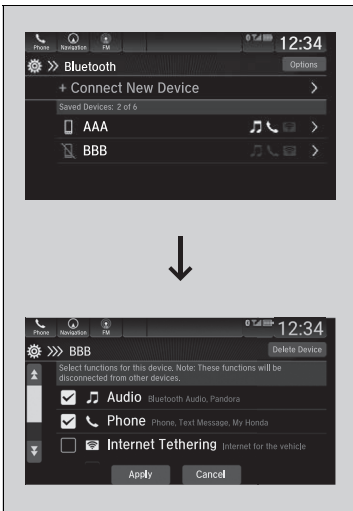 Phone Navigation FM 12:34
Bluetooth Options
+ Connect New Device
Saved Devices: 2 of 6
AAA
BBB
Phone Navigation FM 12:34
BBB Delete Device
Select functions for this device. Note: These functions will be
disconnected from other devices.
Audio Bluetooth Audio, Pandora
Phone Phone, Text Message, My Honda
Internet Tethering Internet for the vehicle
Apply Cancel